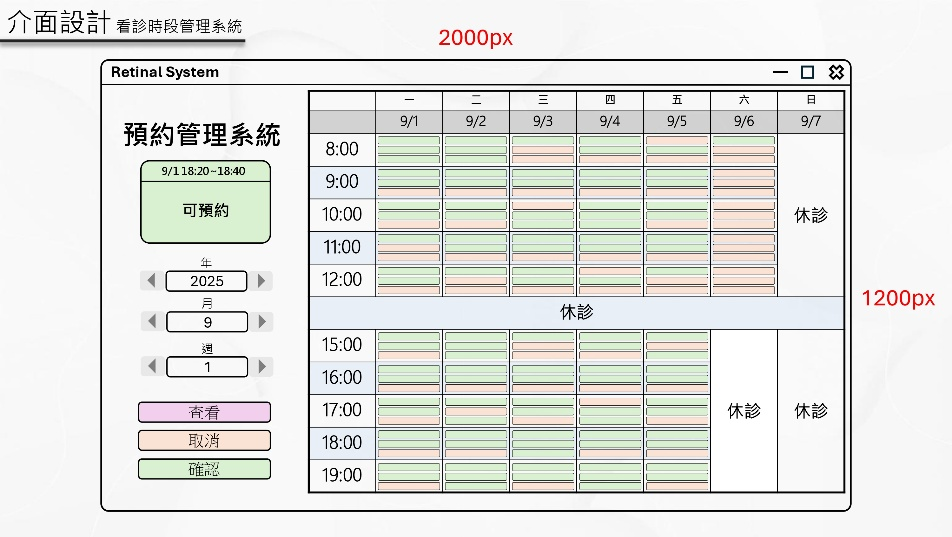 介面設計 看診時段管理系統
2000px
Retinal System
一 二 三 四 五 六 日
9/1 9/2 9/3 9/4 9/5 9/6 9/7
預約管理系統
8:00
9/1 18:20~18:40
9:00
可預約
10:00
休診
11:00
年
2025
12:00
1200px
月
9
休診
週
1
15:00
16:00
查看
17:00
休診 休診
取消
18:00
確認
19:00